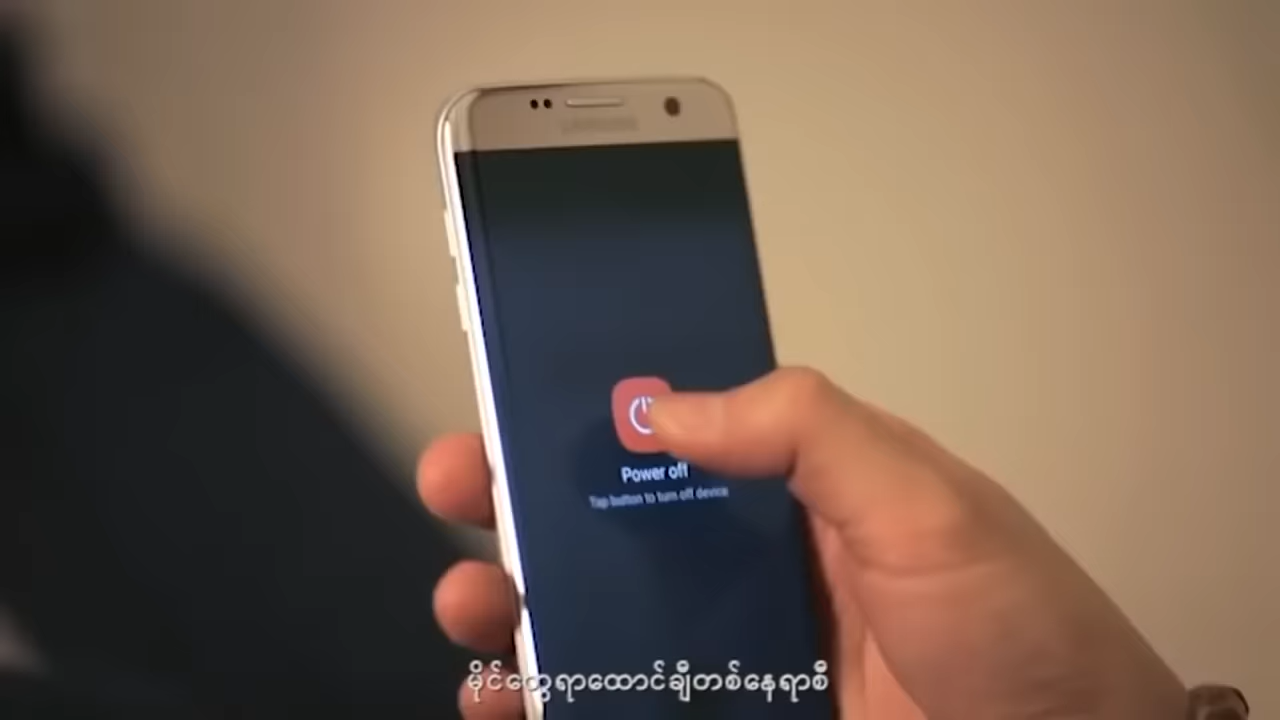 Power off
Tap button to turn off device
မိုင်တွေရာထောင်ချီတစ်နေရာစီ